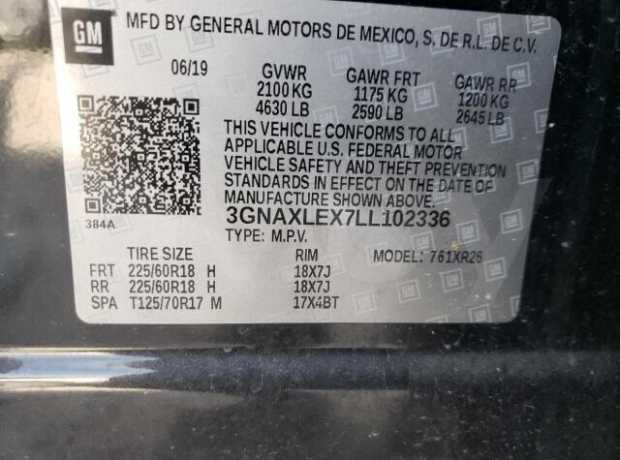 GM
MFD BY GENERAL MOTORS DE MEXICO, S. DE R.L. DE C.V.
06/19 GVWR GAWR FRT GAWR RR
2100 KG 1175 KG 1200 KG
4630 LB 2590 LB 2645 LB
THIS VEHICLE CONFORMS TO ALL
APPLICABLE U.S. FEDERAL MOTOR
VEHICLE SAFETY AND THEFT PREVENTION
STANDARDS IN EFFECT ON THE DATE OF
MANUFACTURE SHOWN ABOVE.
384A 3GNAXLEX7LL102336
TYPE: M.P.V. MODEL: 761XR26
TIRE SIZE RIM
FRT 225/60R18 H 18X7J
RR 225/60R18 H 18X7J
SPA T125/70R17 M 17X4BT